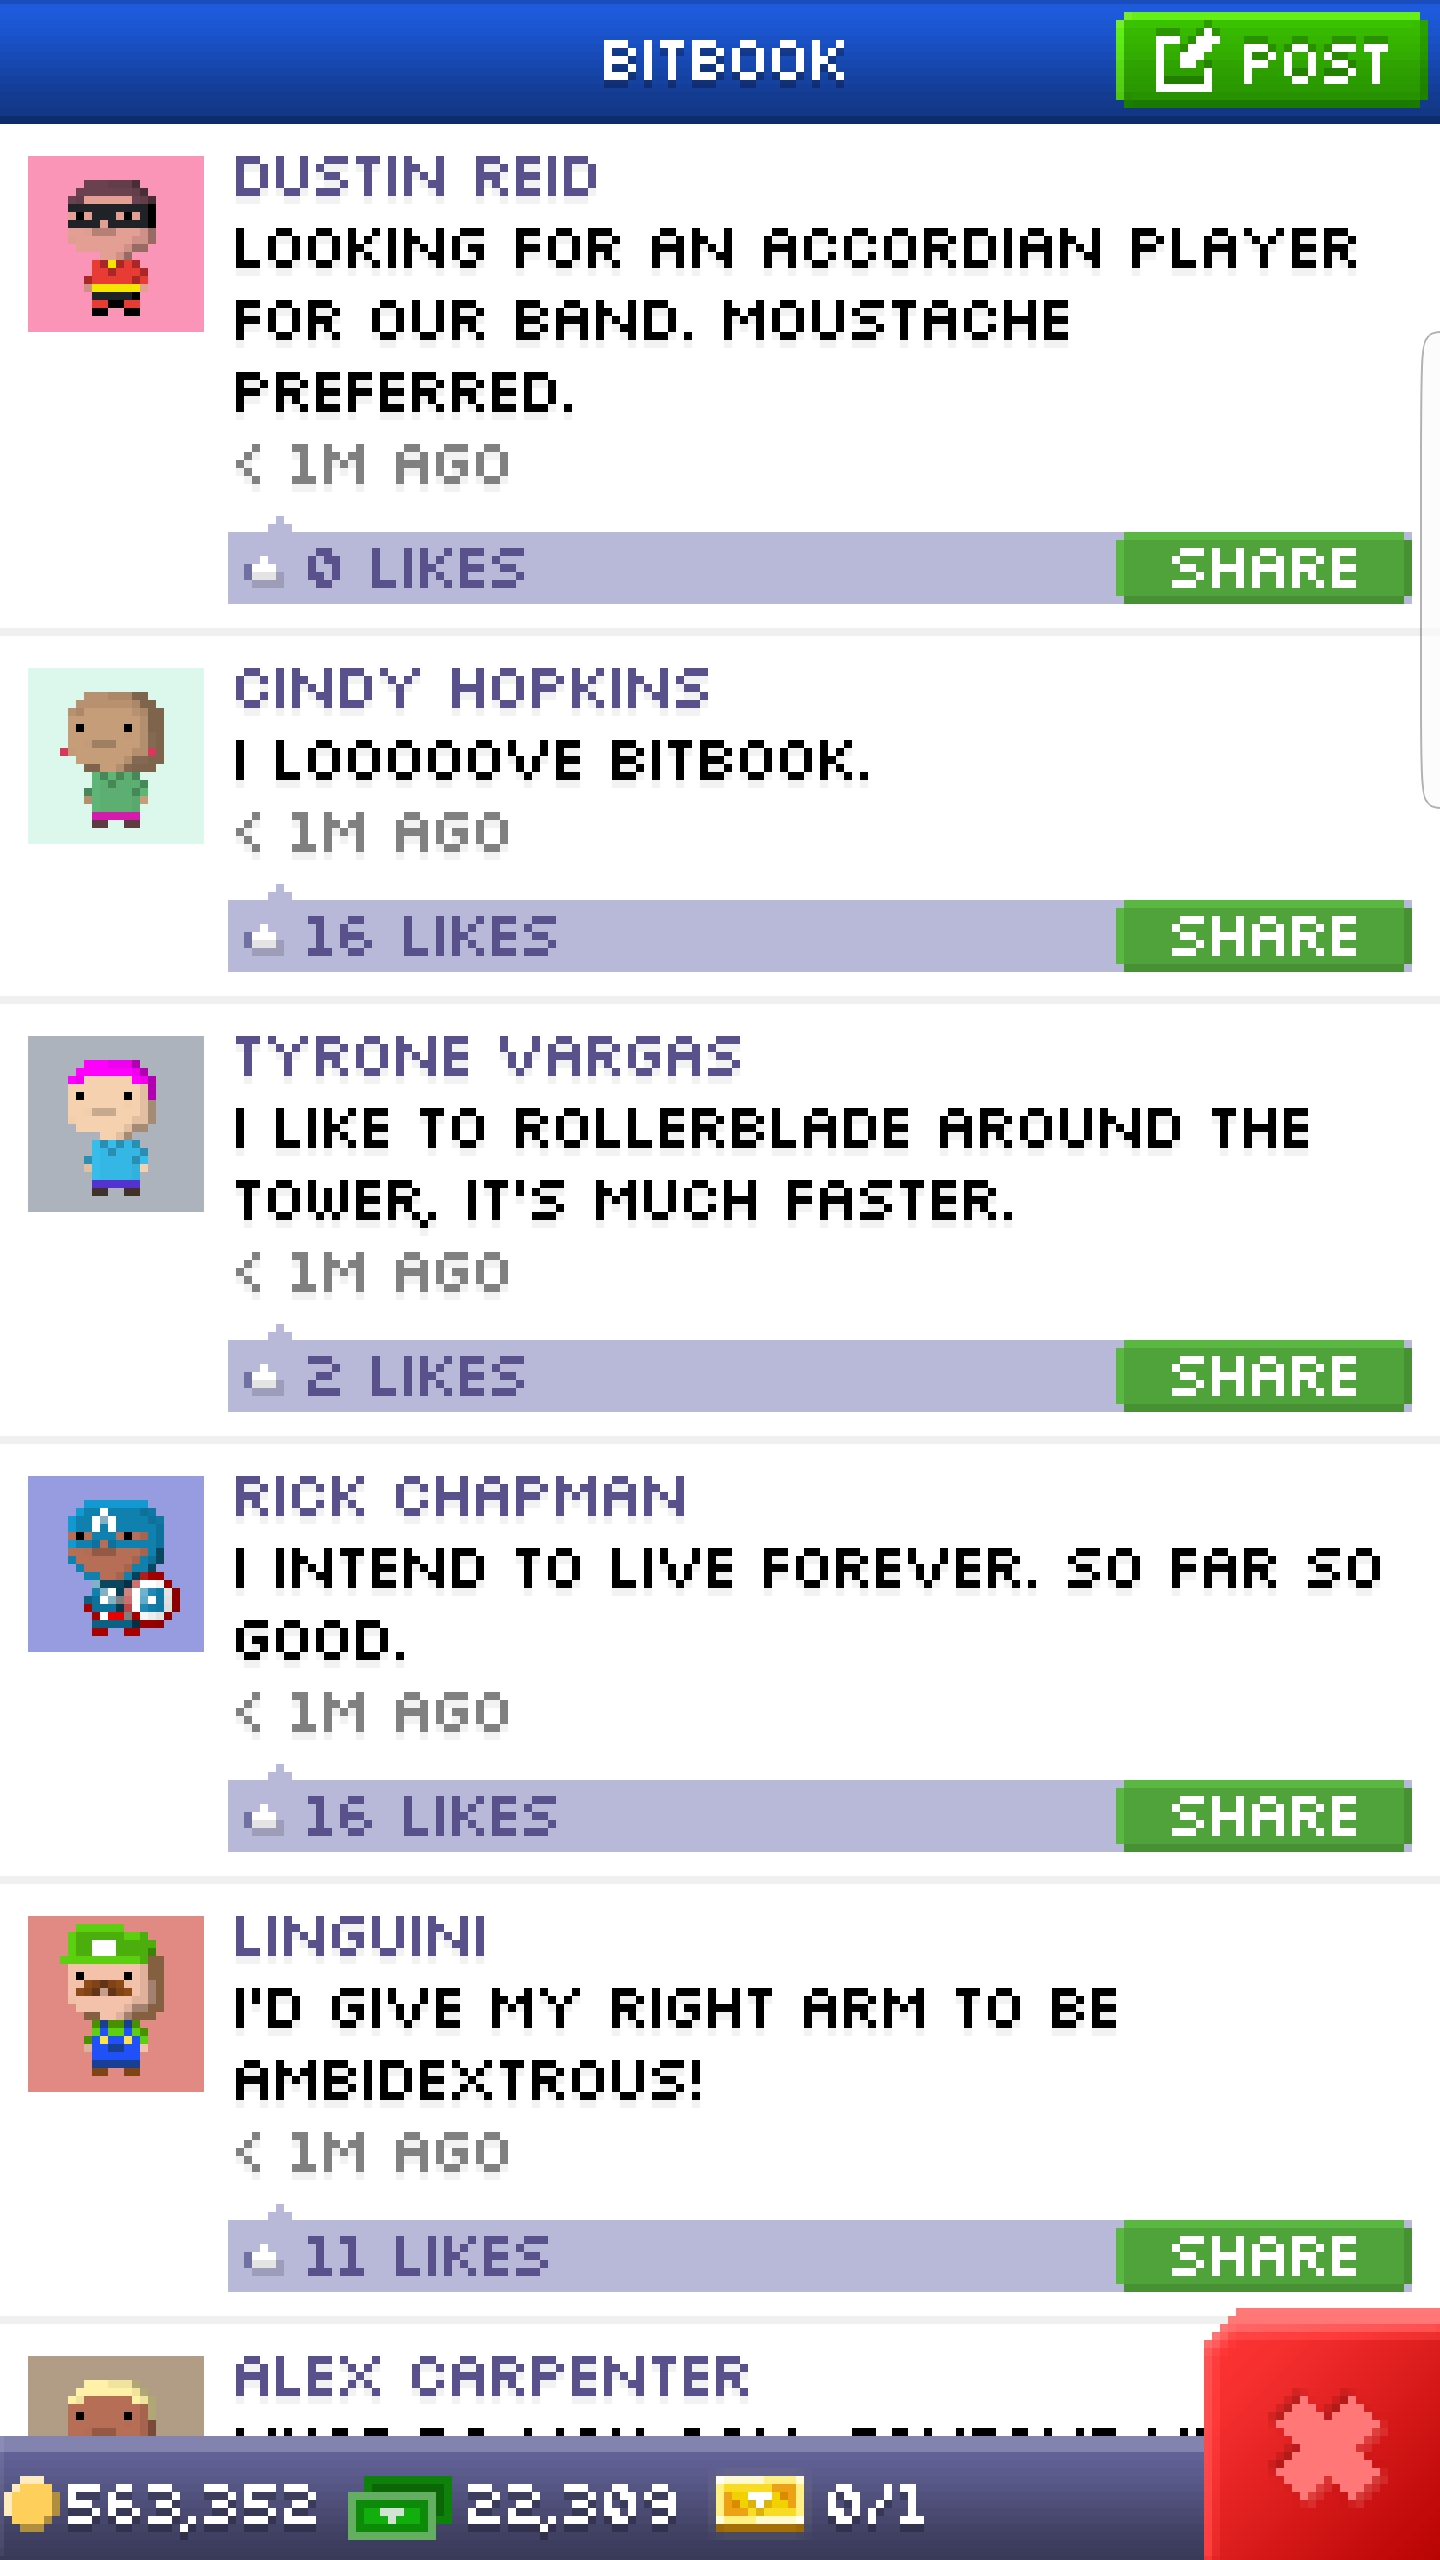 BITBOOK
POST
DUSTIN REID
LOOKING FOR AN ACCORDIAN PLAYER
FOR OUR BAND. MOUSTACHE
PREFERRED.
< 1M AGO
0 LIKES
SHARE
CINDY HOPKINS
I LOOOOOVE BITBOOK.
< 1M AGO
16 LIKES
SHARE
TYRONE VARGAS
I LIKE TO ROLLERBLADE AROUND THE
TOWER, IT'S MUCH FASTER.
< 1M AGO
2 LIKES
SHARE
RICK CHAPMAN
I INTEND TO LIVE FOREVER. SO FAR SO
GOOD.
< 1M AGO
16 LIKES
SHARE
LINGUINI
I'D GIVE MY RIGHT ARM TO BE
AMBIDEXTROUS!
< 1M AGO
11 LIKES
SHARE
ALEX CARPENTER
563,352 22,309 0/1